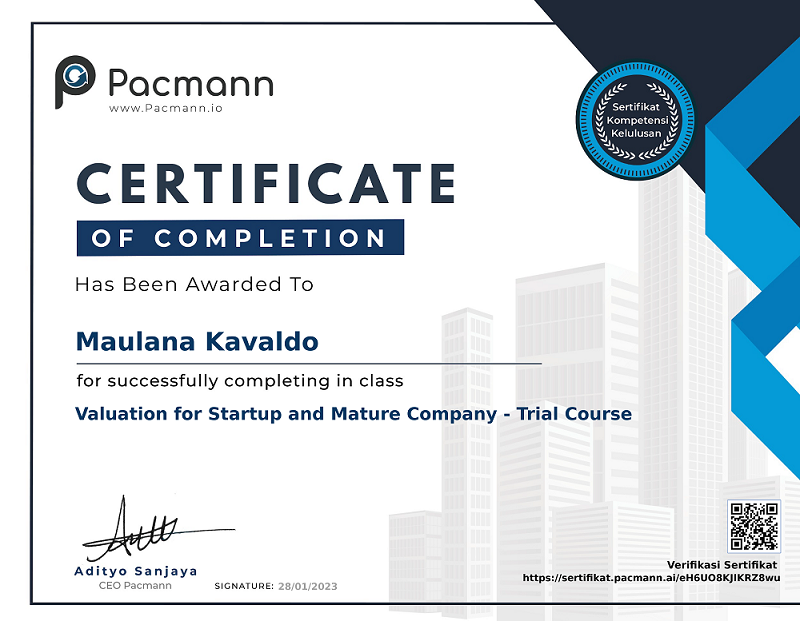 Pacmann
www.Pacmann.io
Sertifikat
Kompetensi
Kelulusan
CERTIFICATE
OF COMPLETION
Has Been Awarded To
Maulana Kavaldo
for successfully completing in class
Valuation for Startup and Mature Company - Trial Course
Adityo Sanjaya
CEO Pacmann
SIGNATURE: 28/01/2023
Verifikasi Sertifikat
https://sertifikat.pacmann.ai/eH6UO8KJIKRZ8wu